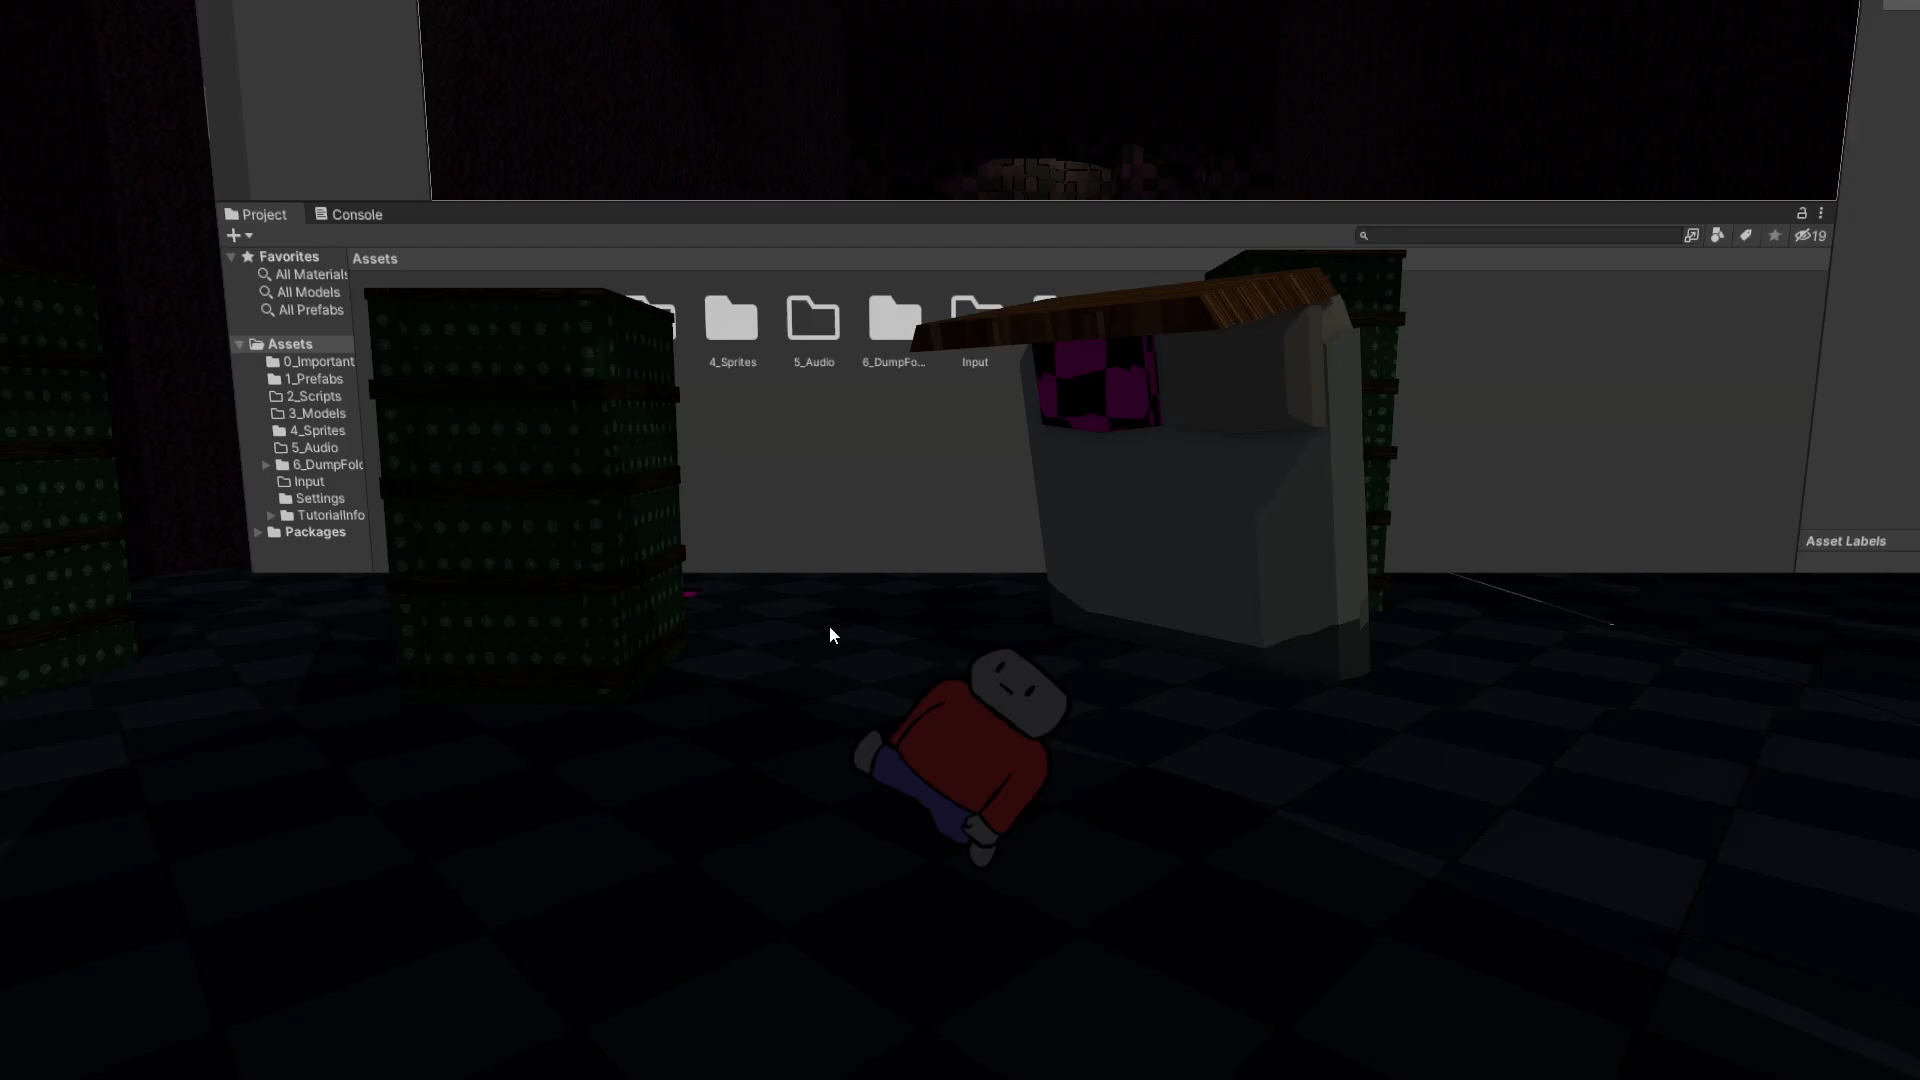 Project
Console
19
Favorites
All Materials
All Models
All Prefabs
Assets
0_Important
1_Prefabs
2_Scripts
3_Models
4_Sprites
5_Audio
6_DumpFold
Input
Settings
TutorialInfo
Packages
Assets
4_Sprites
5_Audio
6_DumpFo...
Input
Asset Labels